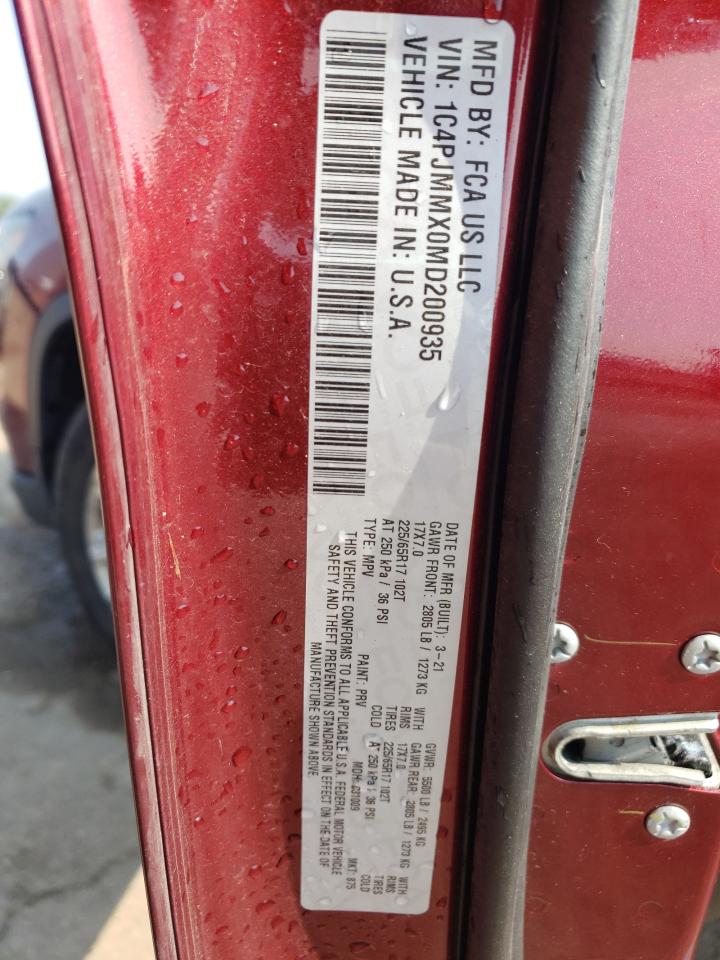 MFD BY: FCA US LLC
VIN: 1C4PJMMX0MD200935
VEHICLE MADE IN: U.S.A.
DATE OF MFR (BUILT): 3-21 GVWR: 5500 LB / 2495 KG
GAWR FRONT: 2805 LB / 1273 KG WITH GAWR REAR: 2805 LB / 1273 KG WITH
17X7.0 RIMS 17X7.0 RIMS
225/65R17 102T TIRES 225/65R17 102T TIRES
AT 250 kPa / 36 PSI COLD AT 250 kPa / 36 PSI COLD
TYPE: MPV PAINT: PRV MDH: 031009 MKT: 875
THIS VEHICLE CONFORMS TO ALL APPLICABLE U.S.A. FEDERAL MOTOR VEHICLE
SAFETY AND THEFT PREVENTION STANDARDS IN EFFECT ON THE DATE OF
MANUFACTURE SHOWN ABOVE.